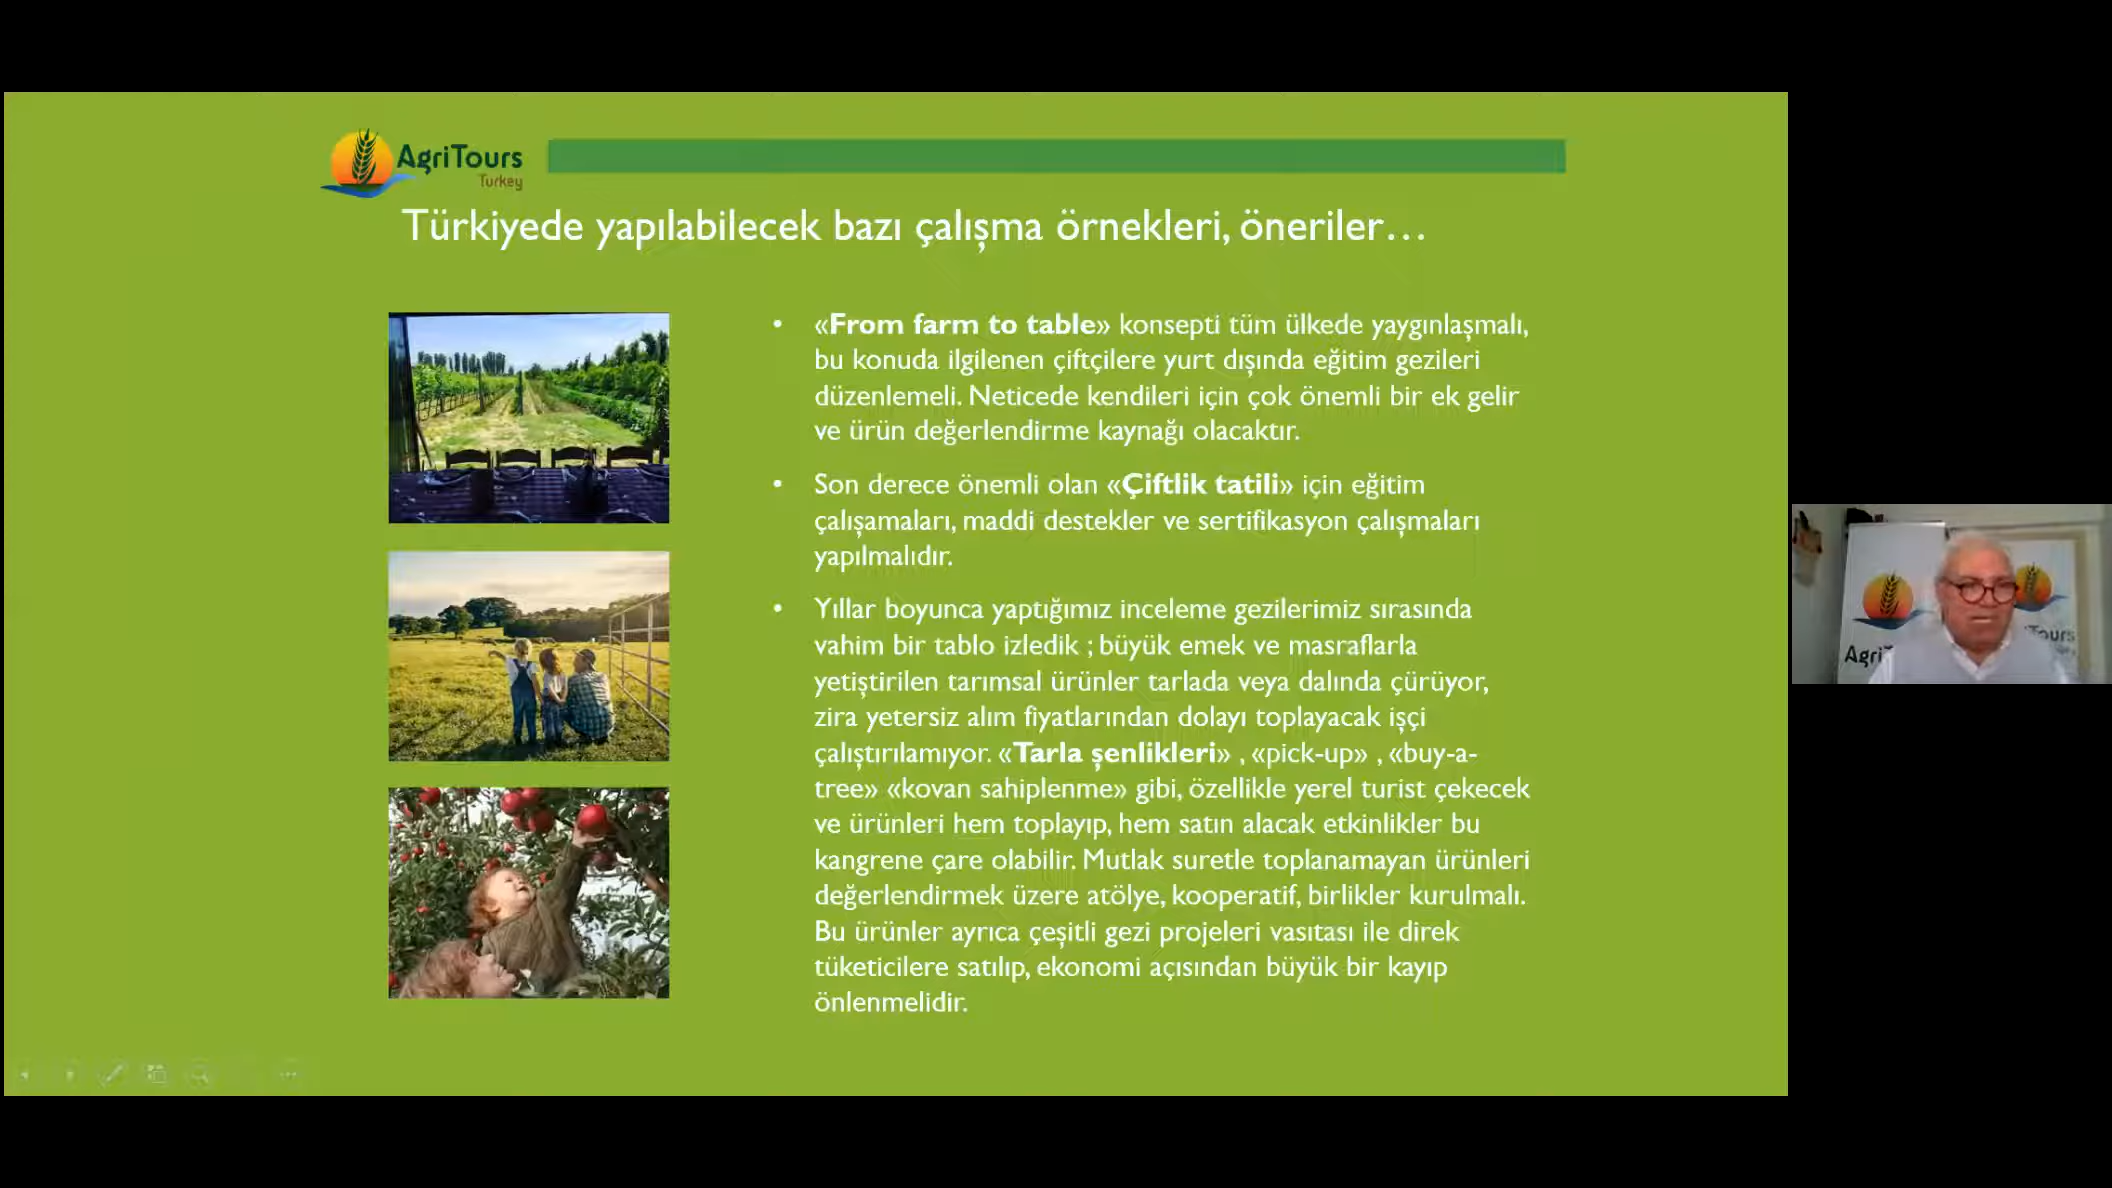 AgriTours
Turkey
Türkiyede yapılabilecek bazı çalışma örnekleri, öneriler…
• «From farm to table» konsepti tüm ülkede yaygınlaşmalı,
bu konuda ilgilenen çiftçilere yurt dışında eğitim gezileri
düzenlemeli. Neticede kendileri için çok önemli bir ek gelir
ve ürün değerlendirme kaynağı olacaktır.
• Son derece önemli olan «Çiftlik tatili» için eğitim
çalışamaları, maddi destekler ve sertifikasyon çalışmaları
yapılmalıdır.
• Yıllar boyunca yaptığımız inceleme gezilerimiz sırasında
vahim bir tablo izledik ; büyük emek ve masraflarla
yetiştirilen tarımsal ürünler tarlada veya dalında çürüyor,
zira yetersiz alım fiyatlarından dolayı toplayacak işçi
çalıştırılamıyor. «Tarla şenlikleri» , «pick-up» , «buy-a-
tree» «kovan sahiplenme» gibi, özellikle yerel turist çekecek
ve ürünleri hem toplayıp, hem satın alacak etkinlikler bu
kangrene çare olabilir. Mutlak suretle toplanamayan ürünleri
değerlendirmek üzere atölye, kooperatif, birlikler kurulmalı.
Bu ürünler ayrıca çeşitli gezi projeleri vasıtası ile direk
tüketicilere satılıp, ekonomi açısından büyük bir kayıp
önlenmelidir.
Agri
Tours